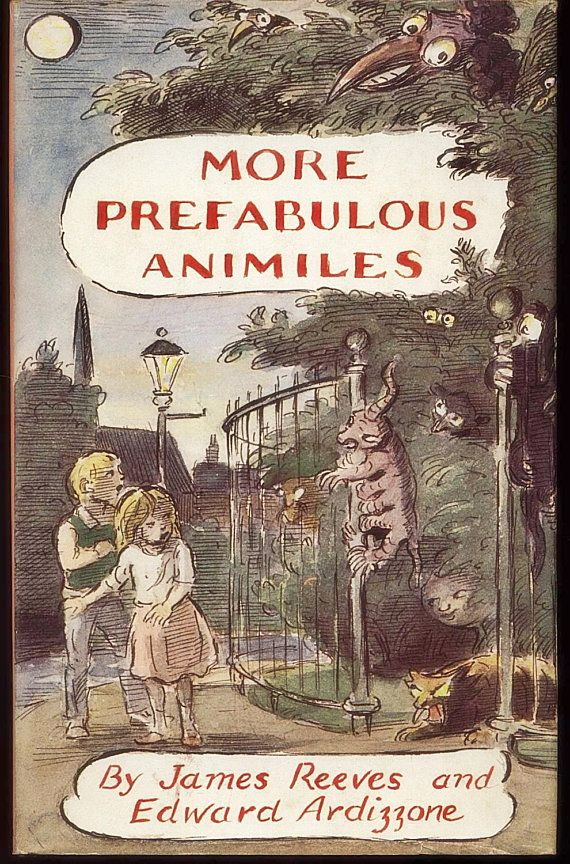 MORE
PREFABULOUS
ANIMILES
By James Reeves and
Edward Ardizzone